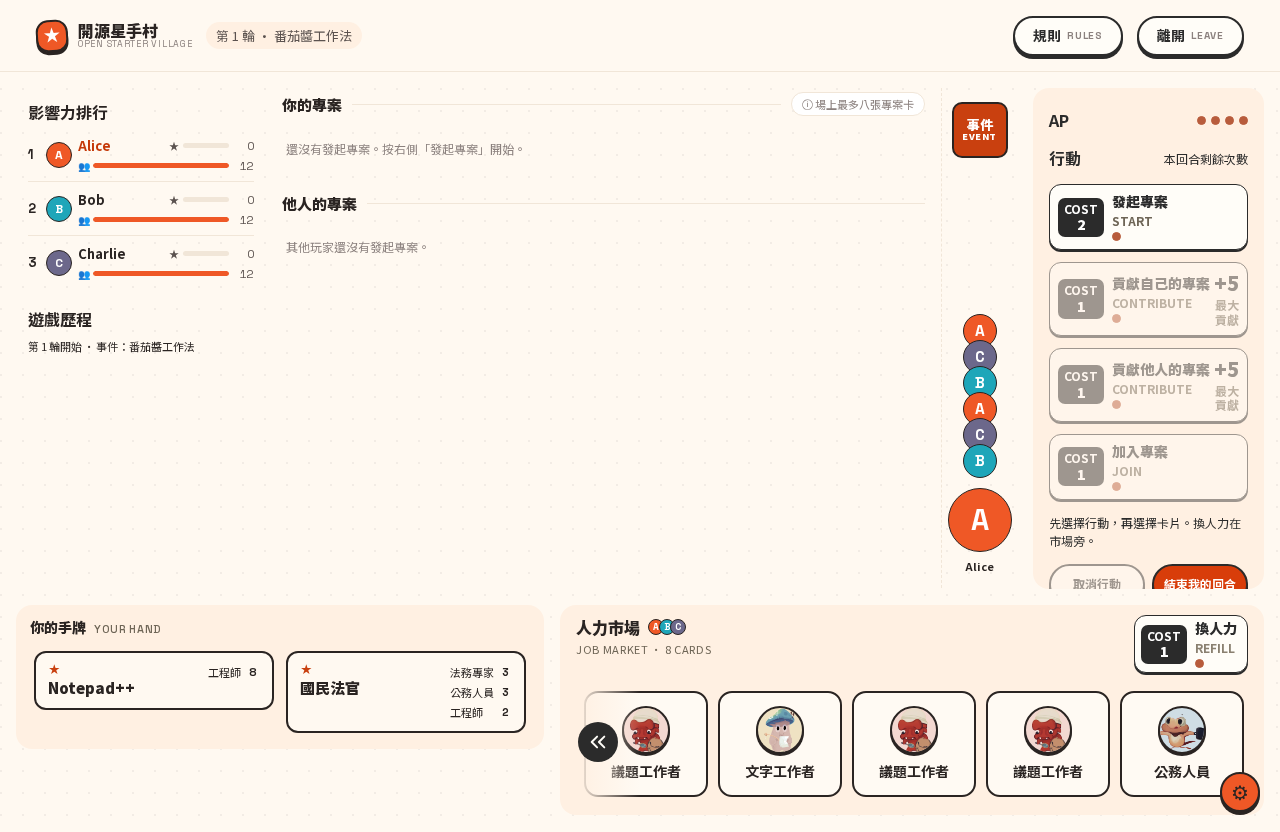 開源星手村
OPEN STARTER VILLAGE
第 1 輪 · 番茄醬工作法
規則 RULES
離開 LEAVE
影響力排行
1 A Alice ★ 0
12
2 B Bob ★ 0
12
3 C Charlie ★ 0
12
遊戲歷程
第 1 輪開始 · 事件：番茄醬工作法
你的專案
ⓘ 場上最多八張專案卡
還沒有發起專案。按右側「發起專案」開始。
他人的專案
其他玩家還沒有發起專案。
事件
EVENT
A
C
B
A
C
B
A
Alice
AP
行動 本回合剩餘次數
COST 2
發起專案
START
COST 1
貢獻自己的專案 +5
CONTRIBUTE 最大貢獻
COST 1
貢獻他人的專案 +5
CONTRIBUTE 最大貢獻
COST 1
加入專案
JOIN
先選擇行動，再選擇卡片。換人力在
市場旁。
取消行動 結束我的回合
你的手牌 YOUR HAND
★ 工程師 8
Notepad++
★ 法務專家 3
國民法官 公務人員 3
工程師 2
人力市場 A B C
JOB MARKET · 8 CARDS
COST 1
換人力
REFILL
議題工作者
文字工作者
議題工作者
議題工作者
公務人員